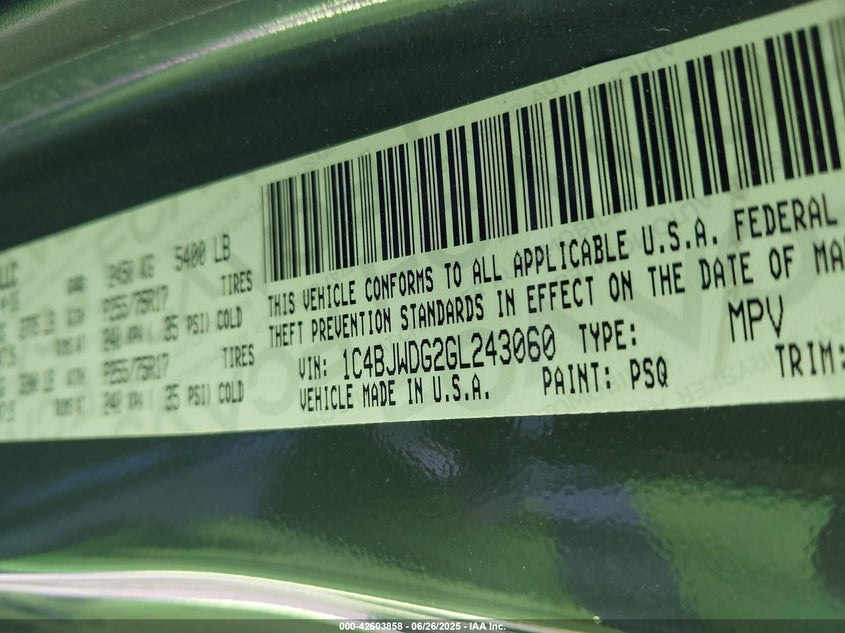 LLC
2450 KG 5400 LB
P255/75R17 TIRES
240 KPA ( 35 PSI) COLD
P255/75R17 TIRES
240 KPA ( 35 PSI) COLD
THIS VEHICLE CONFORMS TO ALL APPLICABLE U.S.A. FEDERAL
THEFT PREVENTION STANDARDS IN EFFECT ON THE DATE OF MA
VIN: 1C4BJWDG2GL243060 TYPE: MPV
VEHICLE MADE IN U.S.A. PAINT: PSQ TRIM:
000-42603858 - 06/26/2025 - IAA Inc.